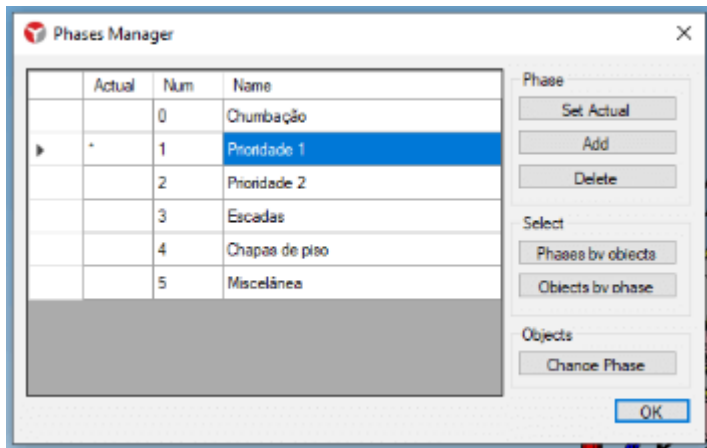 Phases Manager
Actual Num Name
0 Chumbação
* 1 Prioridade 1
2 Prioridade 2
3 Escadas
4 Chapas de piso
5 Miscelânea
Phase
Set Actual
Add
Delete
Select
Phases by objects
Objects by phase
Objects
Change Phase
OK